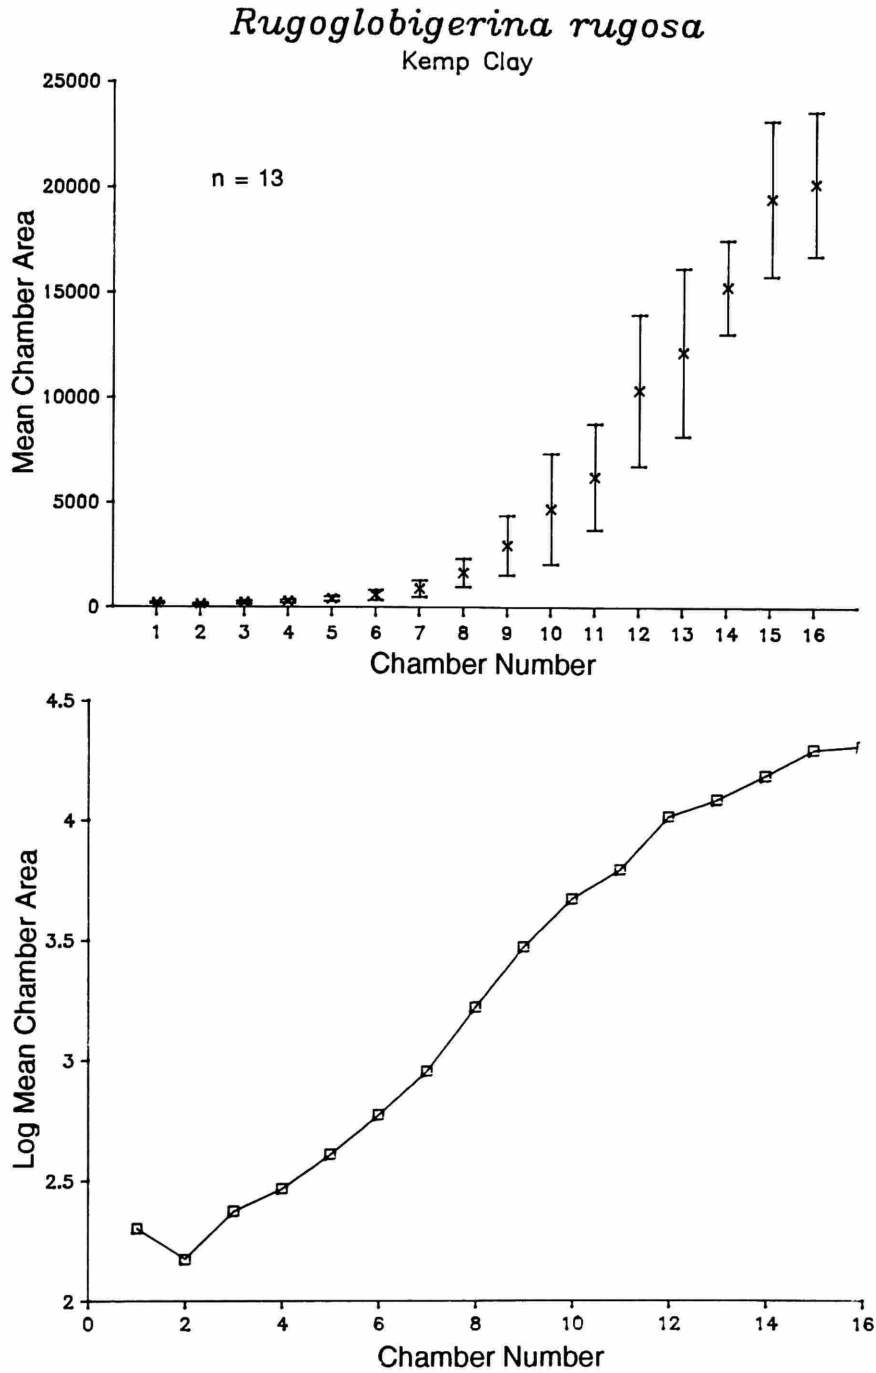 Rugoglobigerina rugosa
Kemp Clay
25000
20000
15000
10000
5000
0
n = 13
Mean Chamber Area
1 2 3 4 5 6 7 8 9 10 11 12 13 14 15 16
Chamber Number
4.5
4
3.5
3
2.5
2
Log Mean Chamber Area
0 2 4 6 8 10 12 14 16
Chamber Number